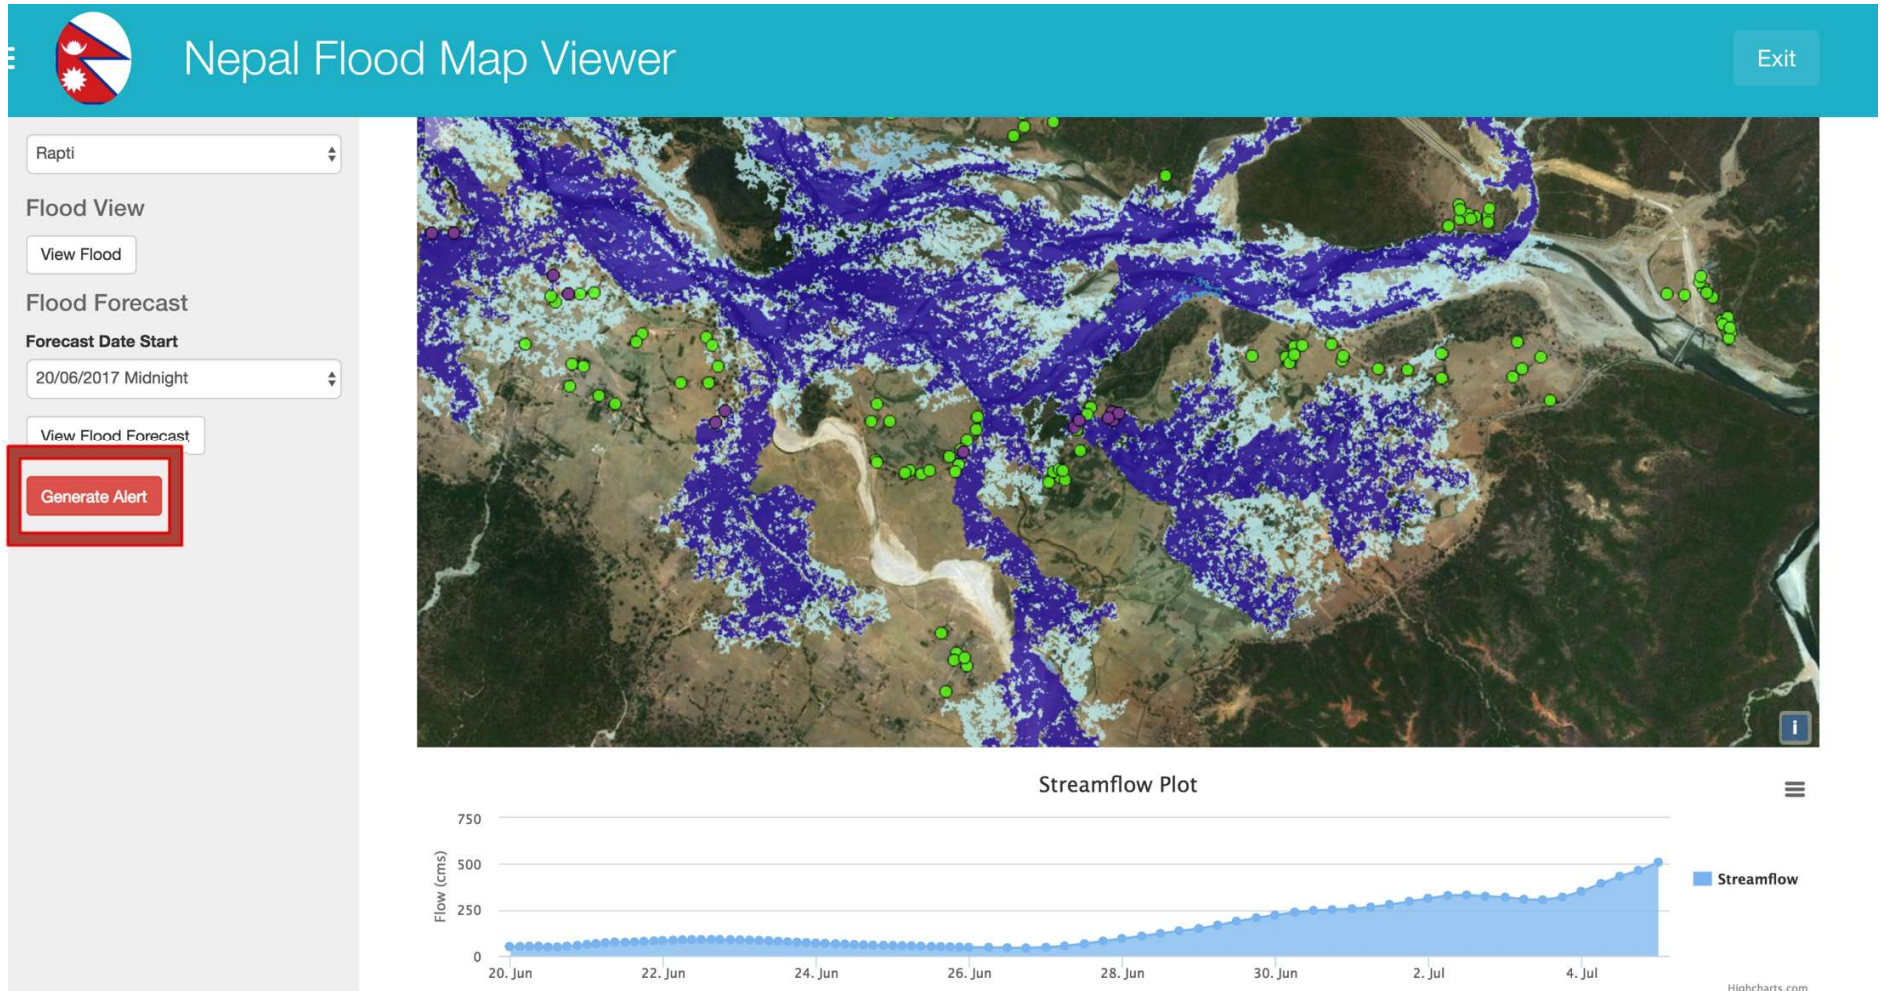 Nepal Flood Map Viewer
Exit
Rapti
Flood View
View Flood
Flood Forecast
Forecast Date Start
20/06/2017 Midnight
View Flood Forecast
Generate Alert
i
Streamflow Plot
750
500
250
0
Flow (cms)
20. Jun
22. Jun
24. Jun
26. Jun
28. Jun
30. Jun
2. Jul
4. Jul
Streamflow
Highcharts.com